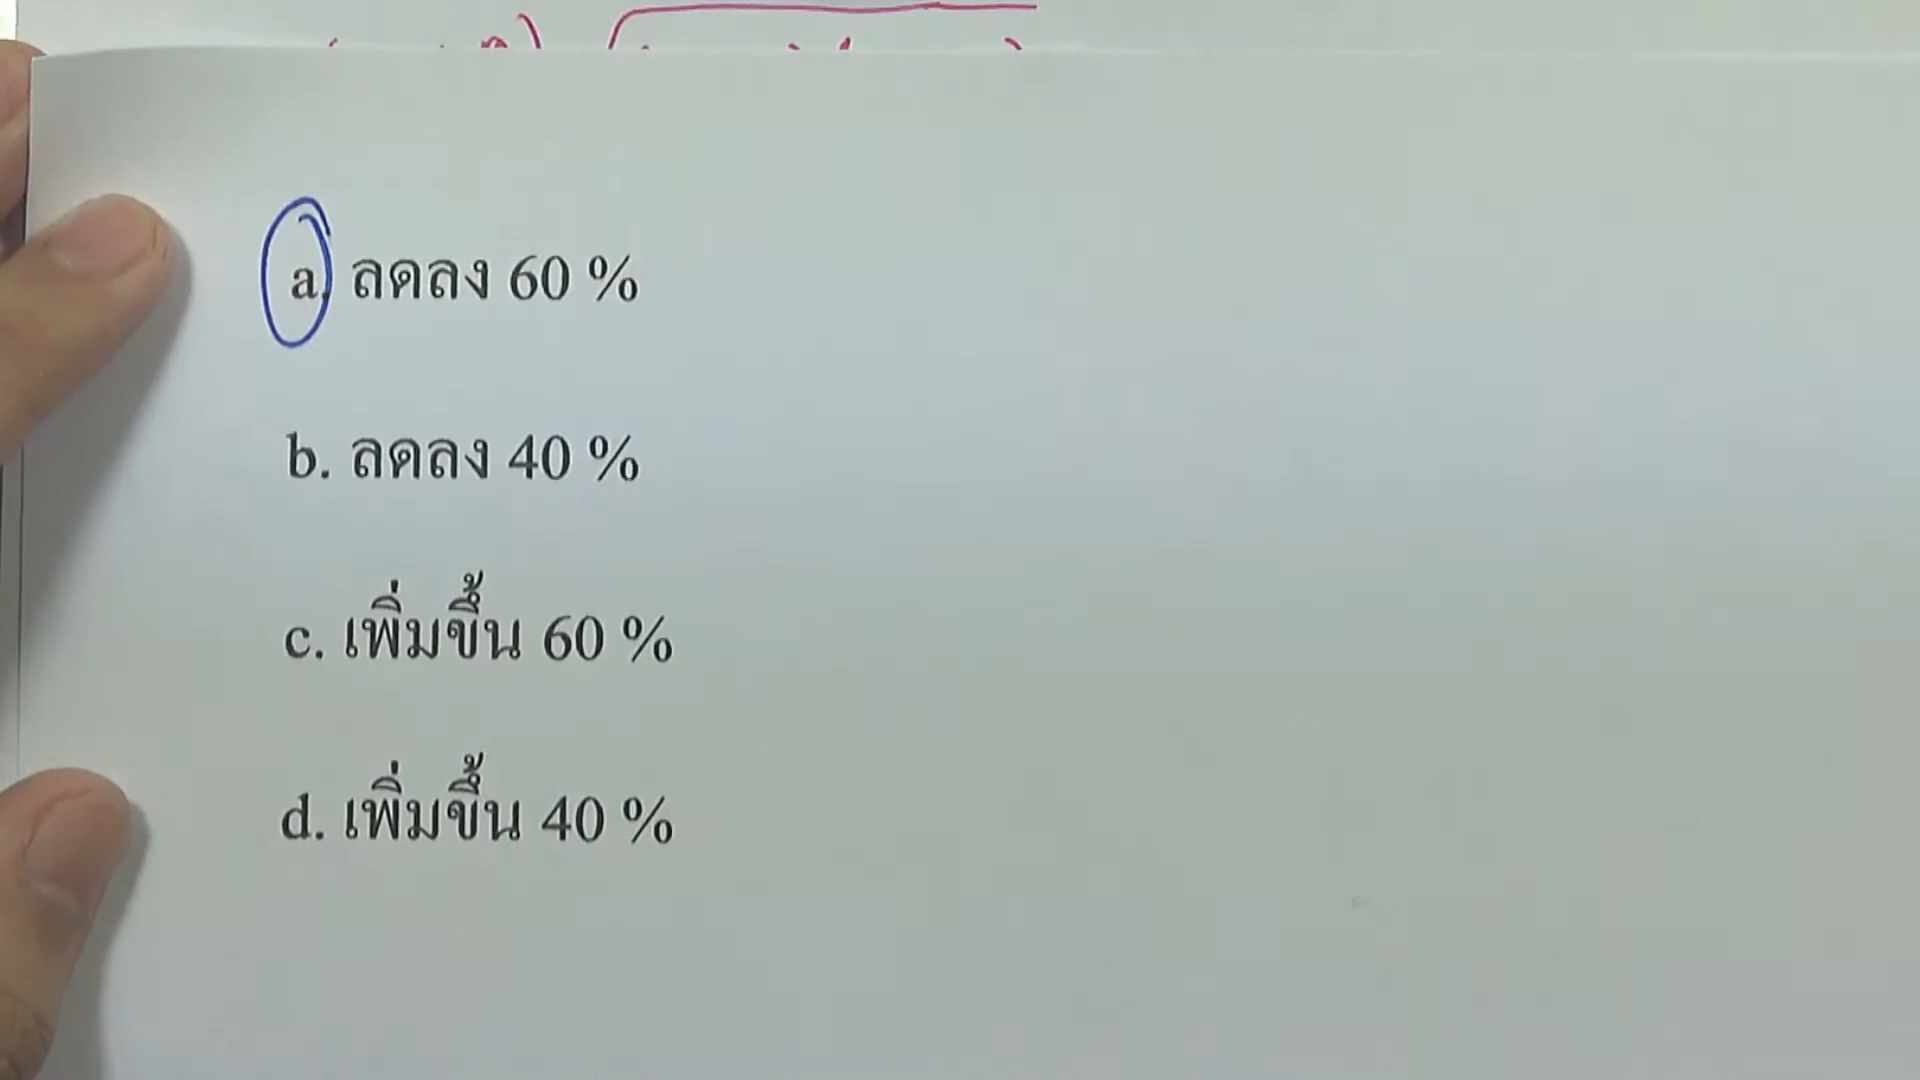 a. ลดลง 60 %
b. ลดลง 40 %
c. เพิ่มขึ้น 60 %
d. เพิ่มขึ้น 40 %